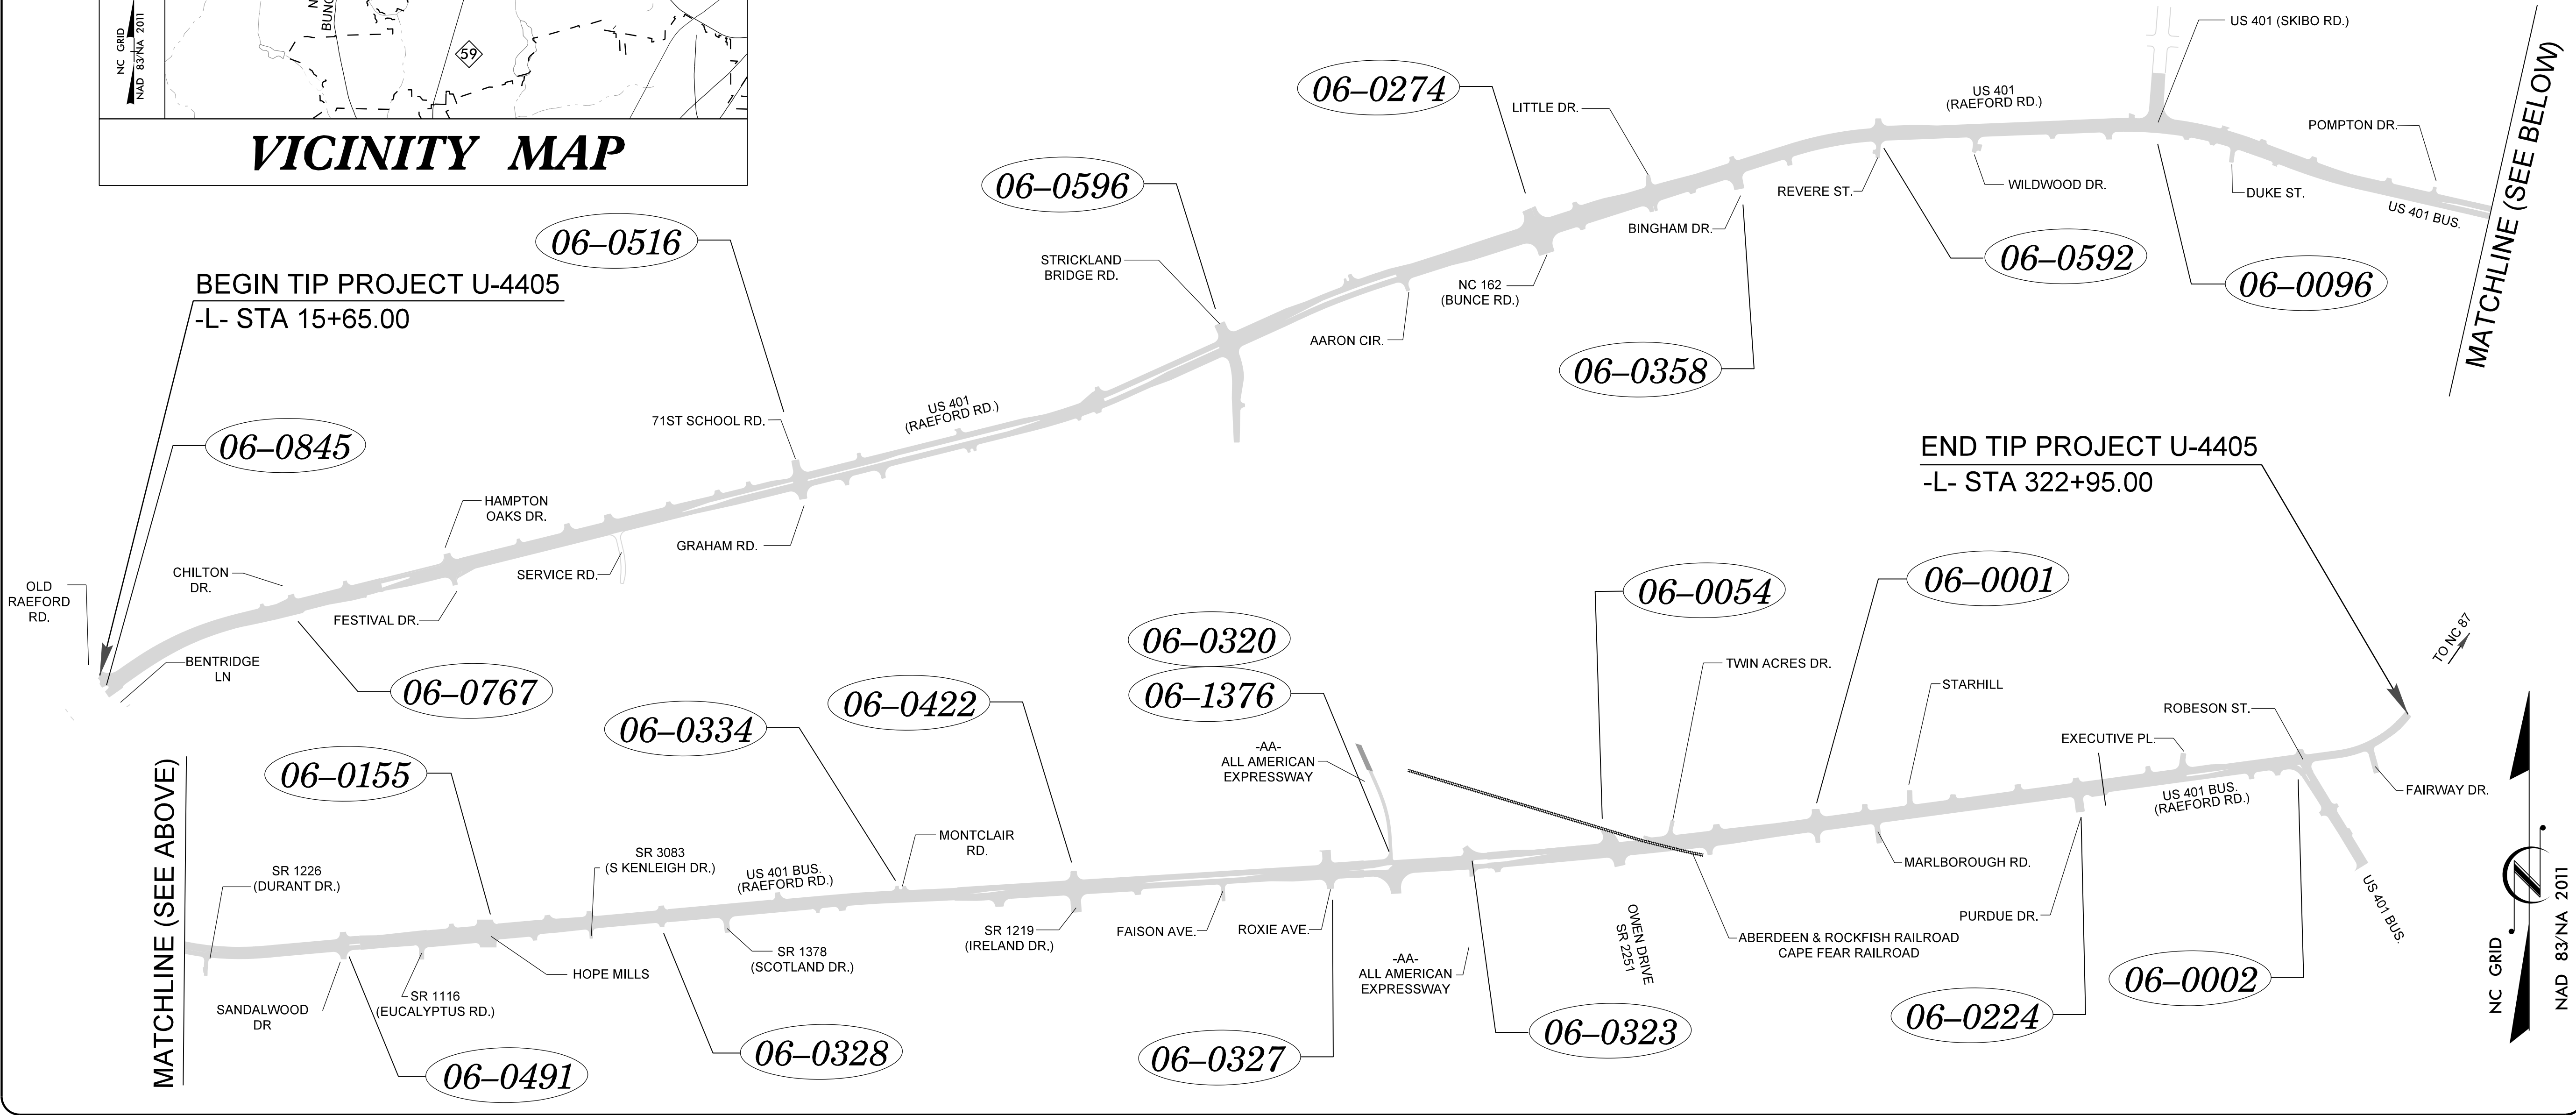 NC GRID
NAD 83/NA 2011
BUNC
N
59
VICINITY MAP
US 401 (SKIBO RD.)
06-0274
LITTLE DR.
US 401
(RAEFORD RD.)
POMPTON DR.
MATCHLINE (SEE BELOW)
06-0596
REVERE ST.
WILDWOOD DR.
DUKE ST.
US 401 BUS.
06-0516
STRICKLAND
BRIDGE RD.
BINGHAM DR.
06-0592
06-0096
BEGIN TIP PROJECT U-4405
-L- STA 15+65.00
NC 162
(BUNCE RD.)
AARON CIR.
06-0358
71ST SCHOOL RD.
US 401
(RAEFORD RD.)
06-0845
END TIP PROJECT U-4405
-L- STA 322+95.00
HAMPTON
OAKS DR.
GRAHAM RD.
SERVICE RD.
CHILTON
DR.
OLD
RAEFORD
RD.
FESTIVAL DR.
BENTRIDGE
LN
06-0767
06-0054
06-0001
06-0320
06-1376
TWIN ACRES DR.
STARHILL
TO NC 87
06-0334
06-0422
ROBESON ST.
EXECUTIVE PL.
-AA-
ALL AMERICAN
EXPRESSWAY
06-0155
US 401 BUS.
(RAEFORD RD.)
FAIRWAY DR.
MATCHLINE (SEE ABOVE)
MONTCLAIR
RD.
SR 3083
(S KENLEIGH DR.)
SR 1226
(DURANT DR.)
US 401 BUS.
(RAEFORD RD.)
MARLBOROUGH RD.
US 401 BUS.
PURDUE DR.
SR 1219
(IRELAND DR.)
FAISON AVE.
ROXIE AVE.
OWEN DRIVE
SR 2251
ABERDEEN & ROCKFISH RAILROAD
CAPE FEAR RAILROAD
SR 1378
(SCOTLAND DR.)
HOPE MILLS
-AA-
ALL AMERICAN
EXPRESSWAY
06-0002
SANDALWOOD
DR
SR 1116
(EUCALYPTUS RD.)
06-0224
06-0323
06-0328
06-0327
06-0491
NC GRID
NAD 83/NA 2011